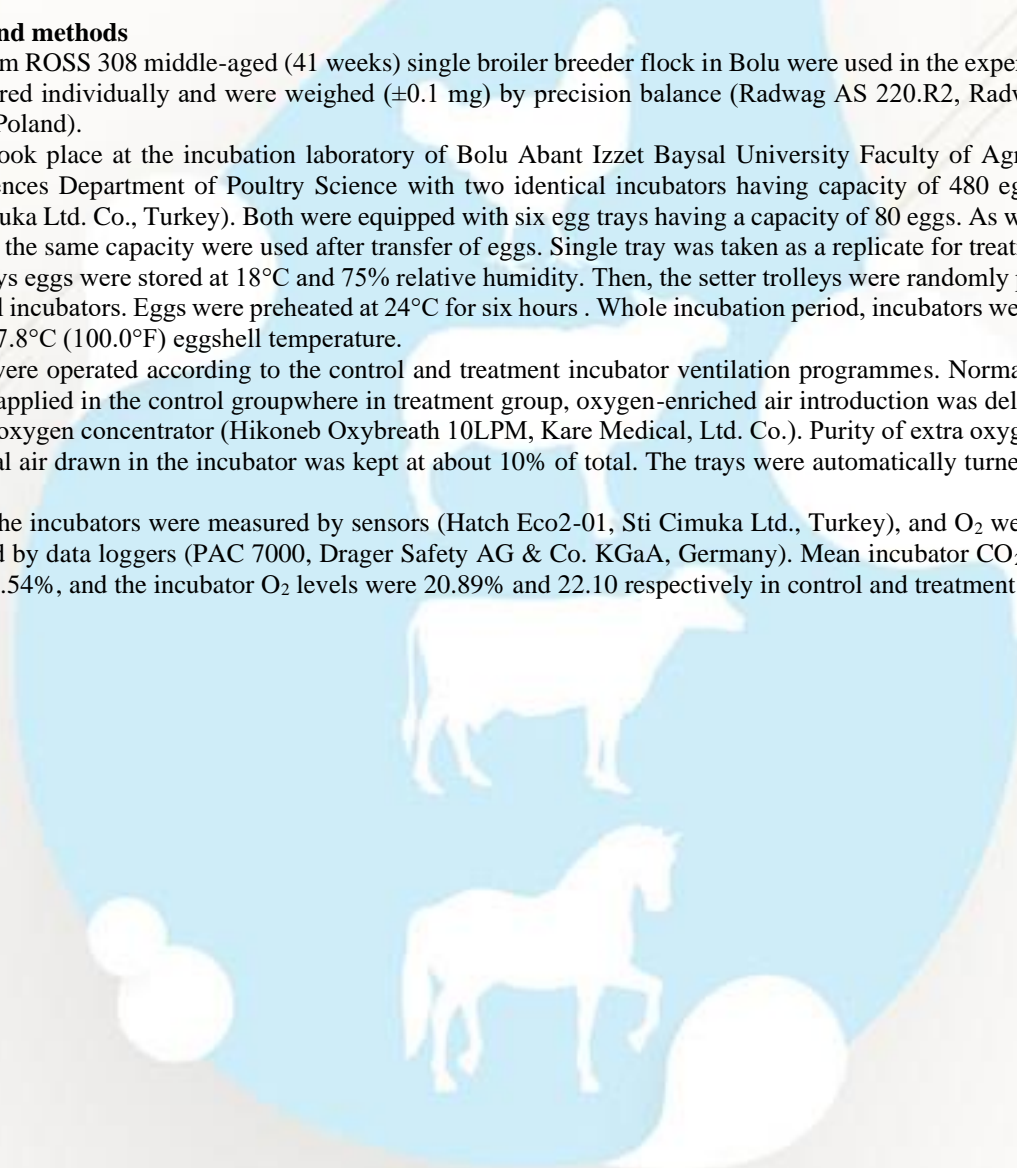 nd methods
m ROSS 308 middle-aged (41 weeks) single broiler breeder flock in Bolu were used in the exper
red individually and were weighed (±0.1 mg) by precision balance (Radwag AS 220.R2, Radw
Poland).
ook place at the incubation laboratory of Bolu Abant Izzet Baysal University Faculty of Agr
ences Department of Poultry Science with two identical incubators having capacity of 480 eg
uka Ltd. Co., Turkey). Both were equipped with six egg trays having a capacity of 80 eggs. As w
the same capacity were used after transfer of eggs. Single tray was taken as a replicate for treati
ys eggs were stored at 18°C and 75% relative humidity. Then, the setter trolleys were randomly p
l incubators. Eggs were preheated at 24°C for six hours . Whole incubation period, incubators we
7.8°C (100.0°F) eggshell temperature.
were operated according to the control and treatment incubator ventilation programmes. Norma
applied in the control groupwhere in treatment group, oxygen-enriched air introduction was del
oxygen concentrator (Hikoneb Oxybreath 10LPM, Kare Medical, Ltd. Co.). Purity of extra oxyg
al air drawn in the incubator was kept at about 10% of total. The trays were automatically turne
he incubators were measured by sensors (Hatch Eco2-01, Sti Cimuka Ltd., Turkey), and O₂ we
d by data loggers (PAC 7000, Drager Safety AG & Co. KGaA, Germany). Mean incubator CO₂
.54%, and the incubator O₂ levels were 20.89% and 22.10 respectively in control and treatment